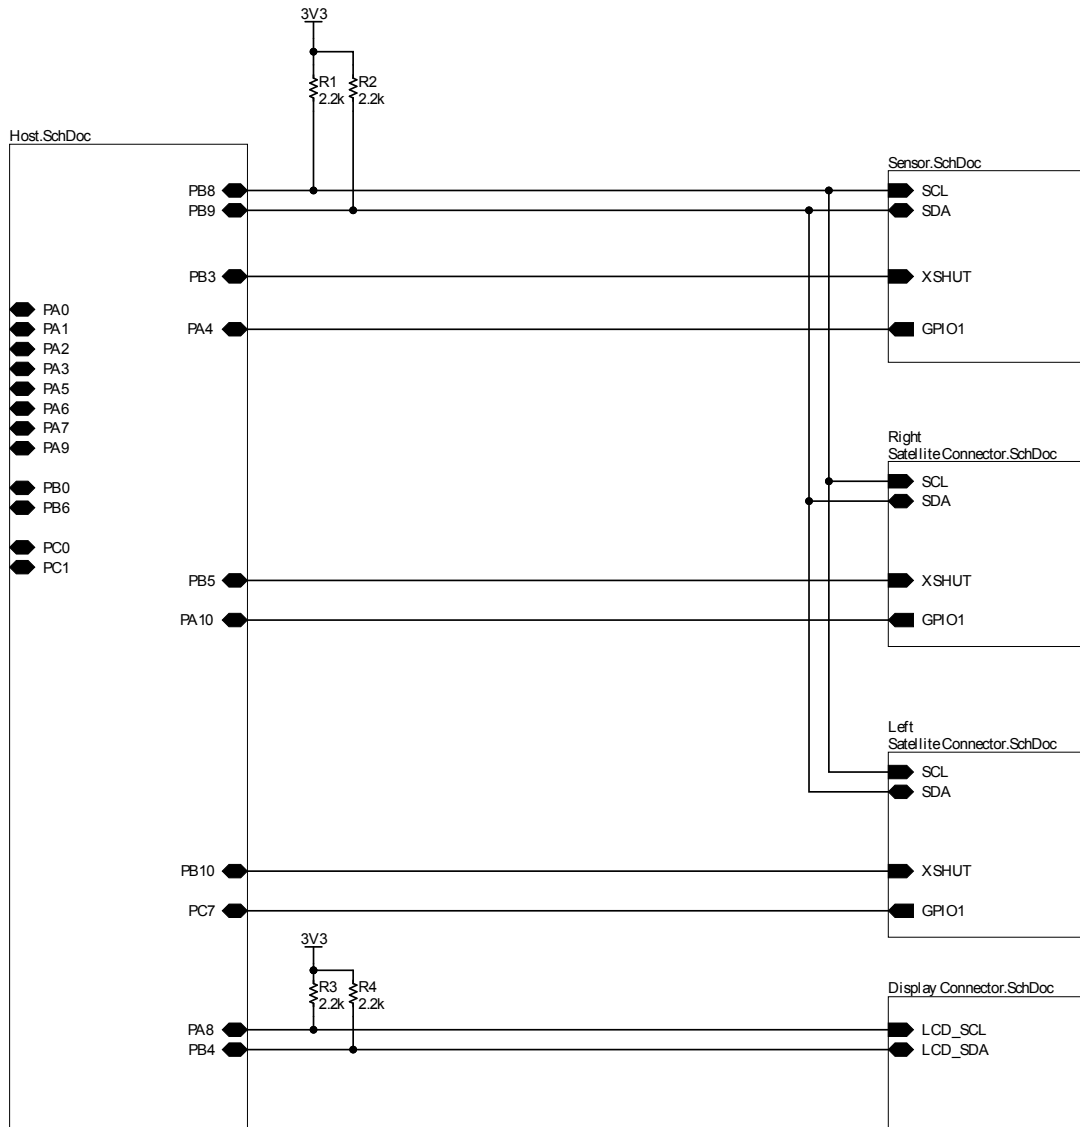 3V3
R1
2.2k
R2
2.2k
Host.SchDoc
PB8
PB9
PB3
PA4
PA0
PA1
PA2
PA3
PA5
PA6
PA7
PA9
PB0
PB6
PC0
PC1
PB5
PA10
PB10
PC7
PA8
PB4
Sensor.SchDoc
SCL
SDA
XSHUT
GPIO1
Right
Satellite Connector.SchDoc
SCL
SDA
XSHUT
GPIO1
Left
Satellite Connector.SchDoc
SCL
SDA
XSHUT
GPIO1
3V3
R3
2.2k
R4
2.2k
Display Connector.SchDoc
LCD_SCL
LCD_SDA